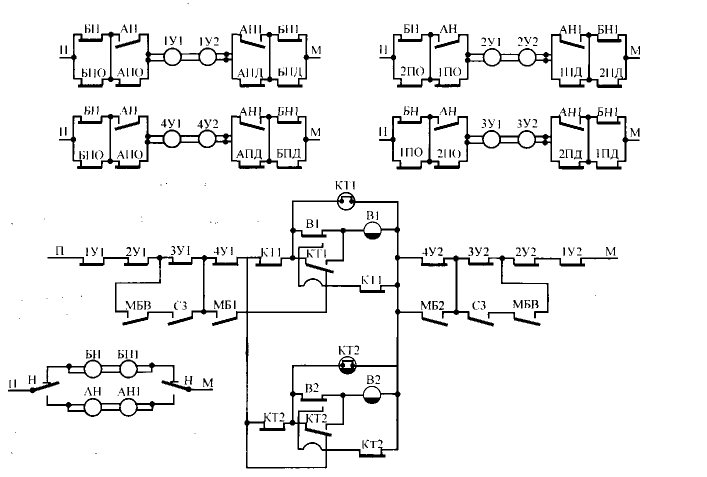 БН АН 1У1 1У2 АН1 БН1
П М
БПО АПО АПД БПД
БН АН 2У1 2У2 АН1 БН1
П М
2ПО 1ПО 1ПД 2ПД
БН АН 4У1 4У2 АН1 БН1
П М
БПО АПО АПД БПД
БН АН 3У1 3У2 АН1 БН1
П М
1ПО 2ПО 2ПД 1ПД
КТ1
В1 В1
П 1У1 2У1 3У1 4У1 КТ1 КТ1 4У2 3У2 2У2 1У2 М
КТ1
МБВ СЗ МБ1 МБ2 СЗ МБВ
БН БН1
П Н Н М
АН АН1
КТ2
В2 В2
КТ2 КТ2
КТ2